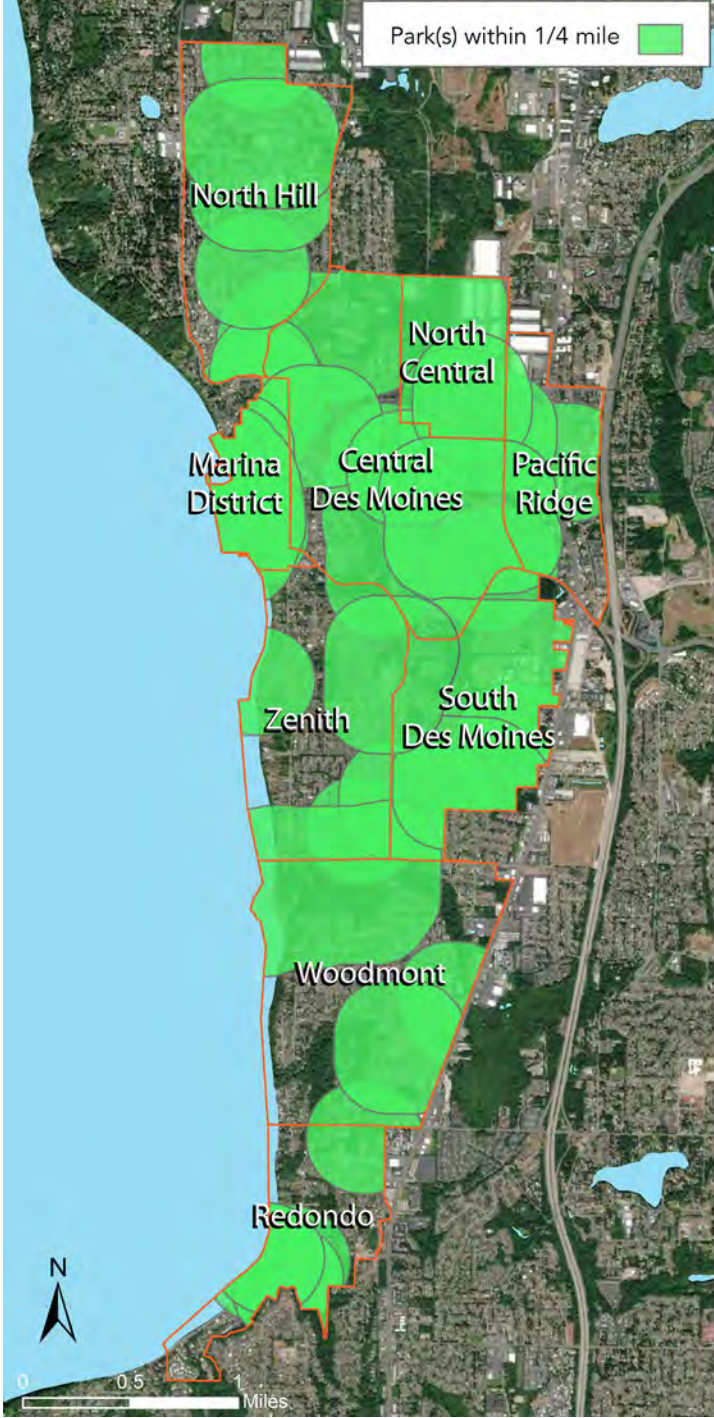 Park(s) within 1/4 mile
North Hill
North
Central
Marina
District
Central
Des Moines
Pacific
Ridge
Zenith
South
Des Moines
Woodmont
Redondo
N
0 0.5 1
Miles